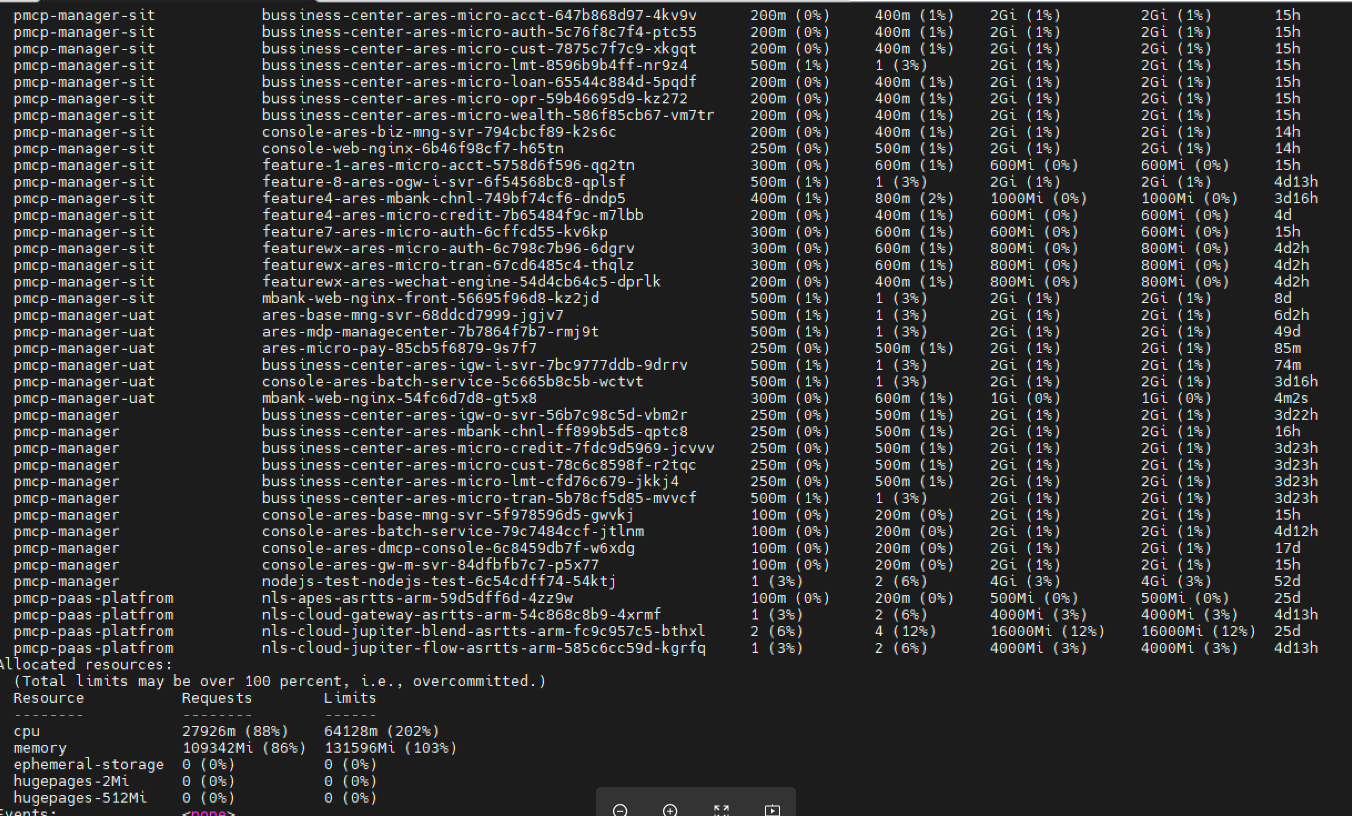 pmcp-manager-sit bussiness-center-ares-micro-acct-647b868d97-4kv9v 200m (0%) 400m (1%) 2Gi (1%) 2Gi (1%) 15h
pmcp-manager-sit bussiness-center-ares-micro-auth-5c76f8c7f4-ptc55 200m (0%) 400m (1%) 2Gi (1%) 2Gi (1%) 15h
pmcp-manager-sit bussiness-center-ares-micro-cust-7875c7f7c9-xkgqt 200m (0%) 400m (1%) 2Gi (1%) 2Gi (1%) 15h
pmcp-manager-sit bussiness-center-ares-micro-lmt-8596b9b4ff-nr9z4 500m (1%) 1 (3%) 2Gi (1%) 2Gi (1%) 15h
pmcp-manager-sit bussiness-center-ares-micro-loan-65544c884d-5pqdf 200m (0%) 400m (1%) 2Gi (1%) 2Gi (1%) 15h
pmcp-manager-sit bussiness-center-ares-micro-opr-59b46695d9-kz272 200m (0%) 400m (1%) 2Gi (1%) 2Gi (1%) 15h
pmcp-manager-sit bussiness-center-ares-micro-wealth-586f85cb67-vm7tr 200m (0%) 400m (1%) 2Gi (1%) 2Gi (1%) 15h
pmcp-manager-sit console-ares-biz-mng-svr-794cbcf89-k2s6c 200m (0%) 400m (1%) 2Gi (1%) 2Gi (1%) 14h
pmcp-manager-sit console-web-nginx-6b46f98cf7-h65tn 250m (0%) 500m (1%) 2Gi (1%) 2Gi (1%) 14h
pmcp-manager-sit feature-1-ares-micro-acct-5758d6f596-qq2tn 300m (0%) 600m (1%) 600Mi (0%) 600Mi (0%) 15h
pmcp-manager-sit feature-8-ares-ogw-i-svr-6f54568bc8-qplsf 500m (1%) 1 (3%) 2Gi (1%) 2Gi (1%) 4d13h
pmcp-manager-sit feature4-ares-mbank-chnl-749bf74cf6-dndp5 400m (1%) 800m (2%) 1000Mi (0%) 1000Mi (0%) 3d16h
pmcp-manager-sit feature4-ares-micro-credit-7b65484f9c-m7lbb 200m (0%) 400m (1%) 600Mi (0%) 600Mi (0%) 4d
pmcp-manager-sit feature7-ares-micro-auth-6cffcd55-kv6kp 300m (0%) 600m (1%) 600Mi (0%) 600Mi (0%) 15h
pmcp-manager-sit featurewx-ares-micro-auth-6c798c7b96-6dgrv 300m (0%) 600m (1%) 800Mi (0%) 800Mi (0%) 4d2h
pmcp-manager-sit featurewx-ares-micro-tran-67cd6485c4-thqlz 300m (0%) 600m (1%) 800Mi (0%) 800Mi (0%) 4d2h
pmcp-manager-sit featurewx-ares-wechat-engine-54d4cb64c5-dprlk 200m (0%) 400m (1%) 800Mi (0%) 800Mi (0%) 4d2h
pmcp-manager-sit mbank-web-nginx-front-56695f96d8-kz2jd 500m (1%) 1 (3%) 2Gi (1%) 2Gi (1%) 8d
pmcp-manager-uat ares-base-mng-svr-68ddcd7999-jgjv7 500m (1%) 1 (3%) 2Gi (1%) 2Gi (1%) 6d2h
pmcp-manager-uat ares-mdp-managecenter-7b7864f7b7-rmj9t 500m (1%) 1 (3%) 2Gi (1%) 2Gi (1%) 49d
pmcp-manager-uat ares-micro-pay-85cb5f6879-9s7f7 250m (0%) 500m (1%) 2Gi (1%) 2Gi (1%) 85m
pmcp-manager-uat bussiness-center-ares-igw-i-svr-7bc9777ddb-9drrv 500m (1%) 1 (3%) 2Gi (1%) 2Gi (1%) 74m
pmcp-manager-uat console-ares-batch-service-5c665b8c5b-wctvt 500m (1%) 1 (3%) 2Gi (1%) 2Gi (1%) 3d16h
pmcp-manager-uat mbank-web-nginx-54fc6d7d8-gt5x8 300m (0%) 600m (1%) 1Gi (0%) 1Gi (0%) 4m2s
pmcp-manager bussiness-center-ares-igw-o-svr-56b7c98c5d-vbm2r 250m (0%) 500m (1%) 2Gi (1%) 2Gi (1%) 3d22h
pmcp-manager bussiness-center-ares-mbank-chnl-ff899b5d5-qptc8 250m (0%) 500m (1%) 2Gi (1%) 2Gi (1%) 16h
pmcp-manager bussiness-center-ares-micro-credit-7fdc9d5969-jcvvv 250m (0%) 500m (1%) 2Gi (1%) 2Gi (1%) 3d23h
pmcp-manager bussiness-center-ares-micro-cust-78c6c8598f-r2tqc 250m (0%) 500m (1%) 2Gi (1%) 2Gi (1%) 3d23h
pmcp-manager bussiness-center-ares-micro-lmt-cfd76c679-jkkj4 250m (0%) 500m (1%) 2Gi (1%) 2Gi (1%) 3d23h
pmcp-manager bussiness-center-ares-micro-tran-5b78cf5d85-mvvcf 500m (1%) 1 (3%) 2Gi (1%) 2Gi (1%) 3d23h
pmcp-manager console-ares-base-mng-svr-5f978596d5-gwvkj 100m (0%) 200m (0%) 2Gi (1%) 2Gi (1%) 15h
pmcp-manager console-ares-batch-service-79c7484ccf-jtlnm 100m (0%) 200m (0%) 2Gi (1%) 2Gi (1%) 4d12h
pmcp-manager console-ares-dmcp-console-6c8459db7f-w6xdg 100m (0%) 200m (0%) 2Gi (1%) 2Gi (1%) 17d
pmcp-manager console-ares-gw-m-svr-84dfbfb7c7-p5x77 100m (0%) 200m (0%) 2Gi (1%) 2Gi (1%) 15h
pmcp-manager nodejs-test-nodejs-test-6c54cdff74-54ktj 1 (3%) 2 (6%) 4Gi (3%) 4Gi (3%) 52d
pmcp-paas-platfrom nls-apes-asrtts-arm-59d5dff6d-4zz9w 100m (0%) 200m (0%) 500Mi (0%) 500Mi (0%) 25d
pmcp-paas-platfrom nls-cloud-gateway-asrtts-arm-54c868c8b9-4xrmf 1 (3%) 2 (6%) 4000Mi (3%) 4000Mi (3%) 4d13h
pmcp-paas-platfrom nls-cloud-jupiter-blend-asrtts-arm-fc9c957c5-bthxl 2 (6%) 4 (12%) 16000Mi (12%) 16000Mi (12%) 25d
pmcp-paas-platfrom nls-cloud-jupiter-flow-asrtts-arm-585c6cc59d-kgrfq 1 (3%) 2 (6%) 4000Mi (3%) 4000Mi (3%) 4d13h
Allocated resources:
(Total limits may be over 100 percent, i.e., overcommitted.)
Resource Requests Limits
-------- -------- ------
cpu 27926m (88%) 64128m (202%)
memory 109342Mi (86%) 131596Mi (103%)
ephemeral-storage 0 (0%) 0 (0%)
hugepages-2Mi 0 (0%) 0 (0%)
hugepages-512Mi 0 (0%) 0 (0%)
Events: <none>